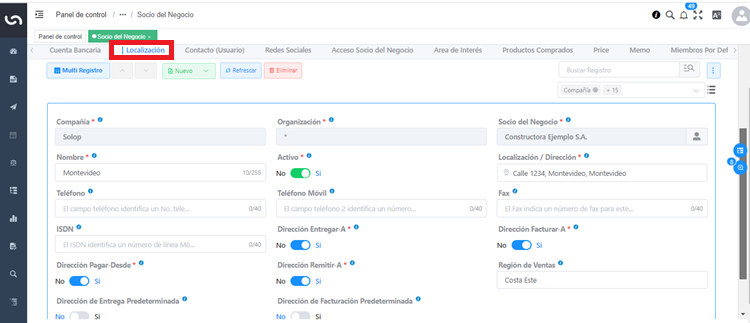 Panel de control / ··· / Socio del Negocio
49
Panel de control
Socio del Negocio ×
Cuenta Bancaria | Localización Contacto (Usuario) Redes Sociales Acceso Socio del Negocio Area de Interés Productos Comprados Price Memo Miembros Por Def
Multi Registro Nuevo Refrescar Eliminar Buscar Registro
Compañía + 15
Compañía * Organización * Socio del Negocio *
Solop * Constructora Ejemplo S.A.
Nombre * Activo * Localización / Dirección *
Montevideo 10/255 No Si Calle 1234, Montevideo, Montevideo
Teléfono Teléfono Móvil Fax
El campo teléfono identifica un No. tele... 0/40 El campo teléfono 2 identifica un número... 0/40 El Fax indica un número de fax para este... 0/40
ISDN Dirección Entregar-A * Dirección Facturar-A *
El ISDN identifica un número de línea Mó... 0/40 No Si No Si
8
Dirección Pagar-Desde * Dirección Remitir-A * Región de Ventas
No Si No Si Costa Este
Dirección de Entrega Predeterminada Dirección de Facturación Predeterminada
No Si No Si